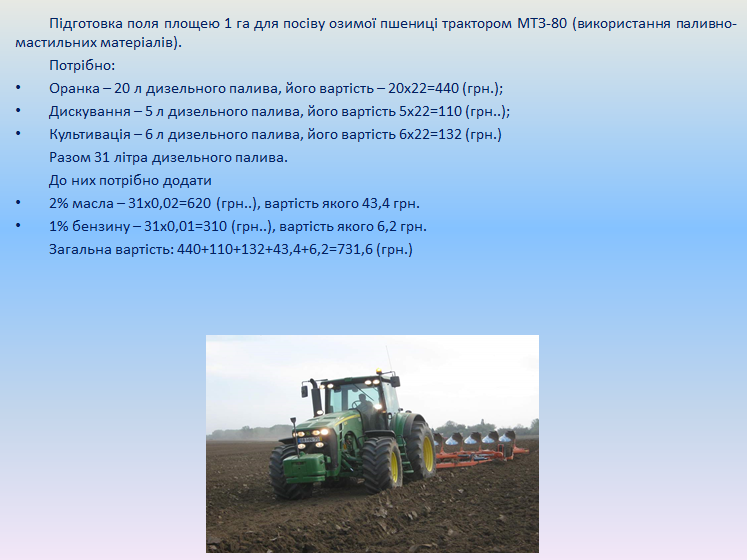 Підготовка поля площею 1 га для посіву озимої пшениці трактором МТЗ-80 (використання паливно-
мастильних матеріалів).
Потрібно:
• Оранка – 20 л дизельного палива, його вартість – 20х22=440 (грн.);
• Дискування – 5 л дизельного палива, його вартість 5х22=110 (грн..);
• Культивація – 6 л дизельного палива, його вартість 6х22=132 (грн.)
Разом 31 літра дизельного палива.
До них потрібно додати
• 2% масла – 31х0,02=620 (грн..), вартість якого 43,4 грн.
• 1% бензину – 31х0,01=310 (грн..), вартість якого 6,2 грн.
Загальна вартість: 440+110+132+43,4+6,2=731,6 (грн.)